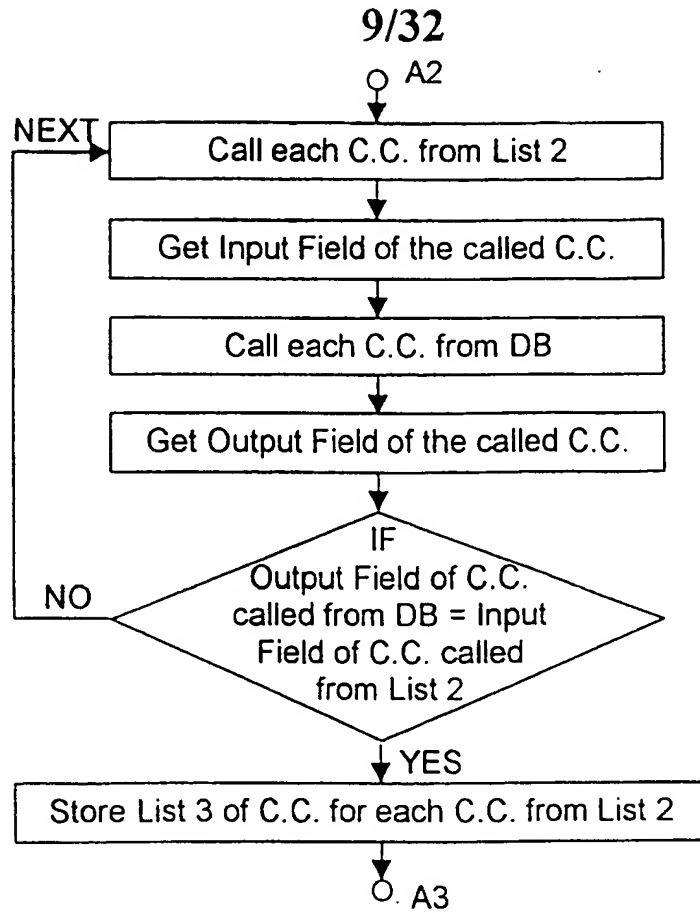 9/32
A2
NEXT
Call each C.C. from List 2
Get Input Field of the called C.C.
Call each C.C. from DB
Get Output Field of the called C.C.
IF
Output Field of C.C.
called from DB = Input
Field of C.C. called
from List 2
NO
YES
Store List 3 of C.C. for each C.C. from List 2
A3